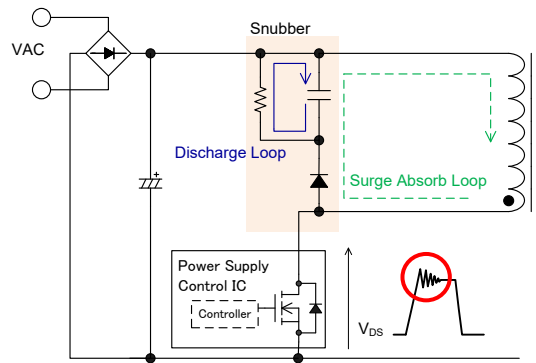 Snubber
VAC
Discharge Loop
Surge Absorb Loop
Power Supply
Control IC
Controller
VDS
+